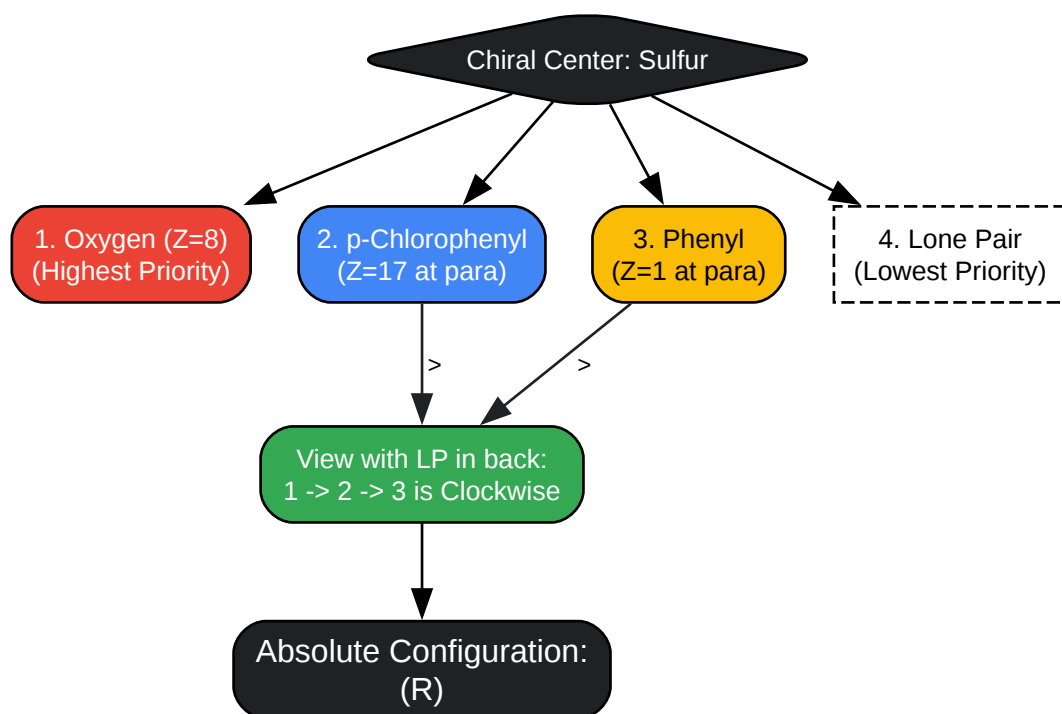 Chiral Center: Sulfur
1. Oxygen (Z=8)
(Highest Priority)
2. p-Chlorophenyl
(Z=17 at para)
3. Phenyl
(Z=1 at para)
4. Lone Pair
(Lowest Priority)
>
>
View with LP in back:
1 -> 2 -> 3 is Clockwise
Absolute Configuration:
(R)